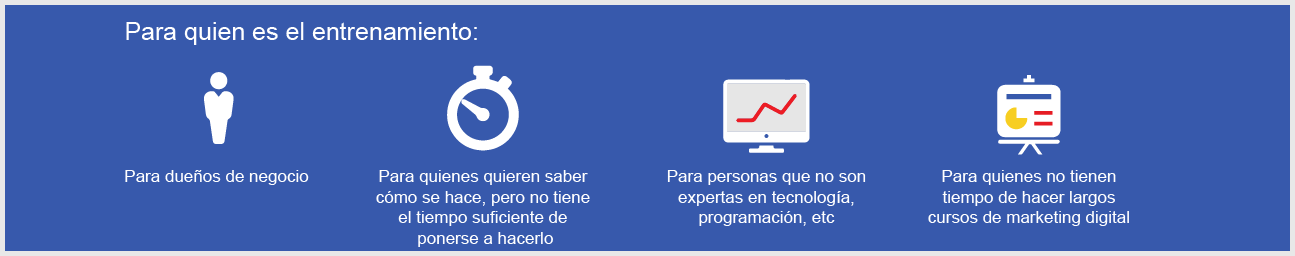 Para quien es el entrenamiento:
Para dueños de negocio
Para quienes quieren saber
cómo se hace, pero no tiene
el tiempo suficiente de
ponerse a hacerlo
Para personas que no son
expertas en tecnología,
programación, etc
Para quienes no tienen
tiempo de hacer largos
cursos de marketing digital